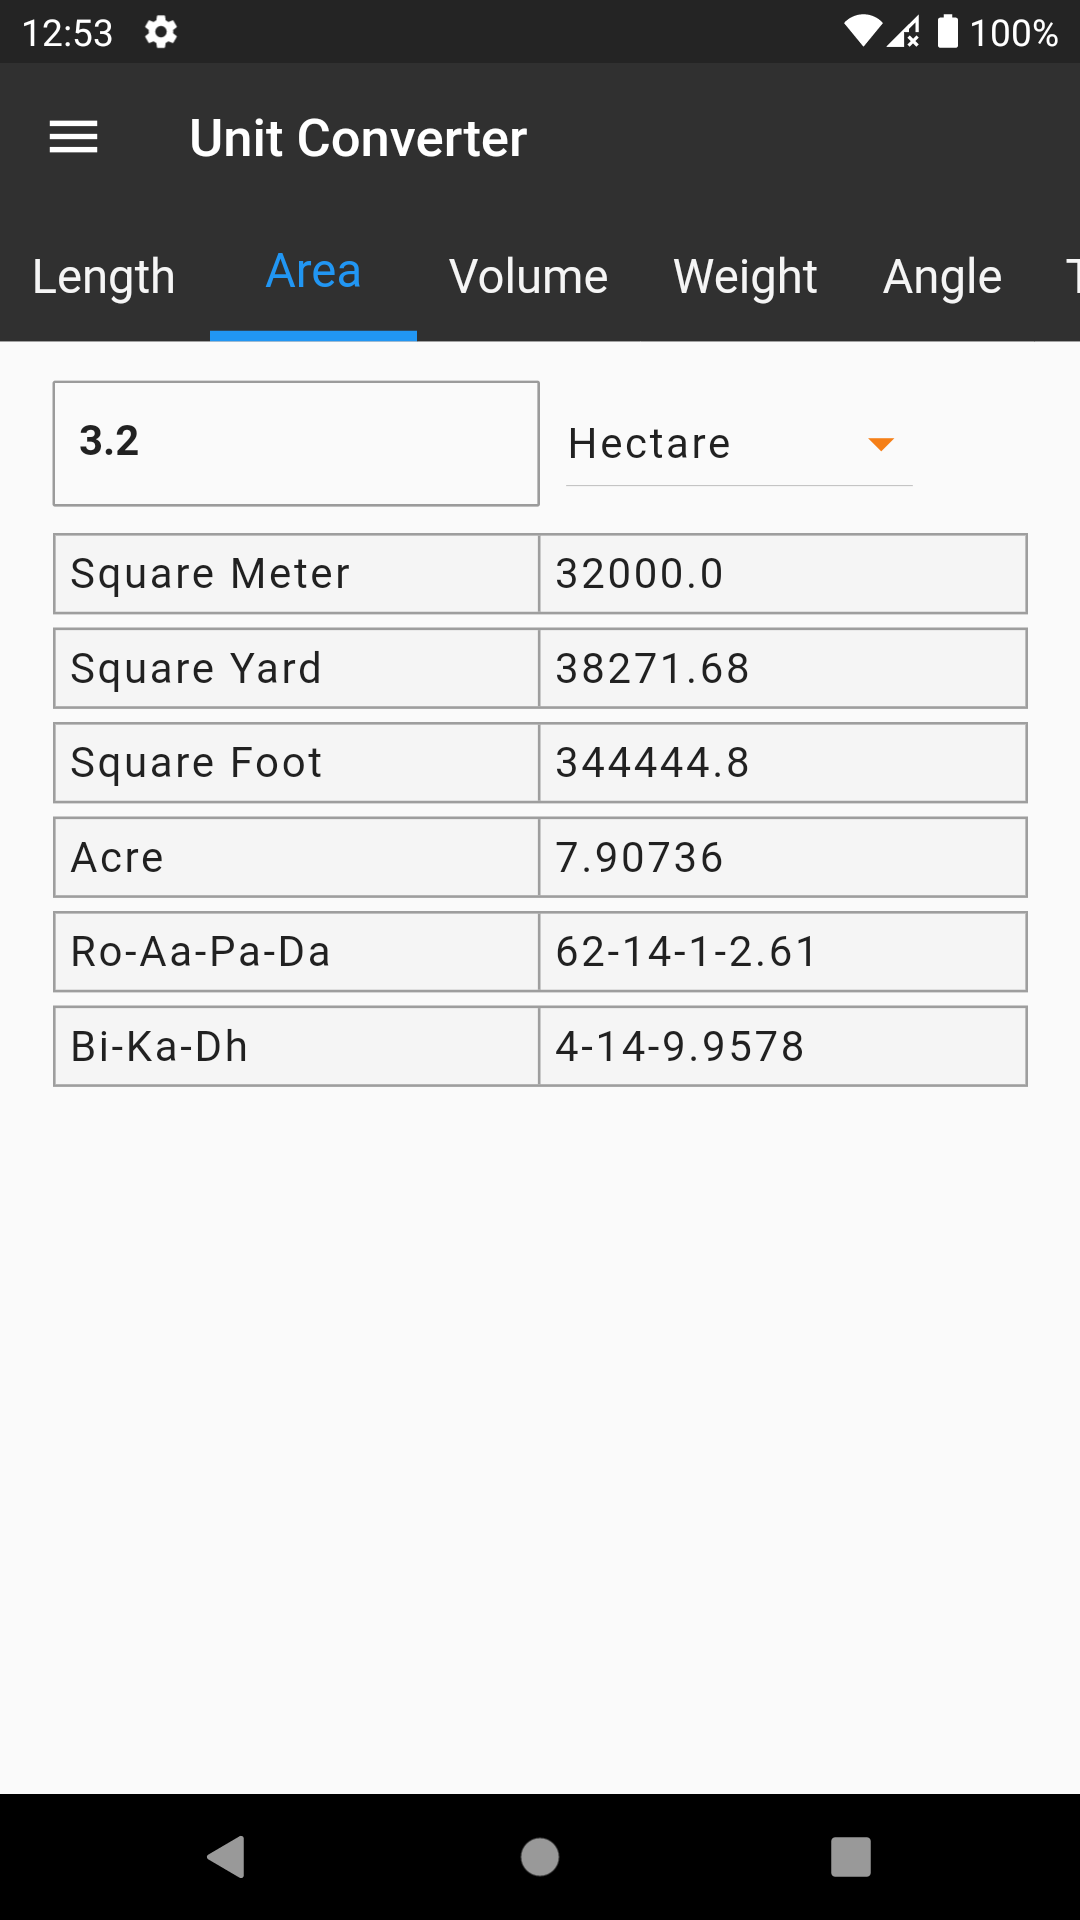 12:53 100%
Unit Converter
Length Area Volume Weight Angle T
3.2 Hectare
Square Meter 32000.0
Square Yard 38271.68
Square Foot 344444.8
Acre 7.90736
Ro-Aa-Pa-Da 62-14-1-2.61
Bi-Ka-Dh 4-14-9.9578